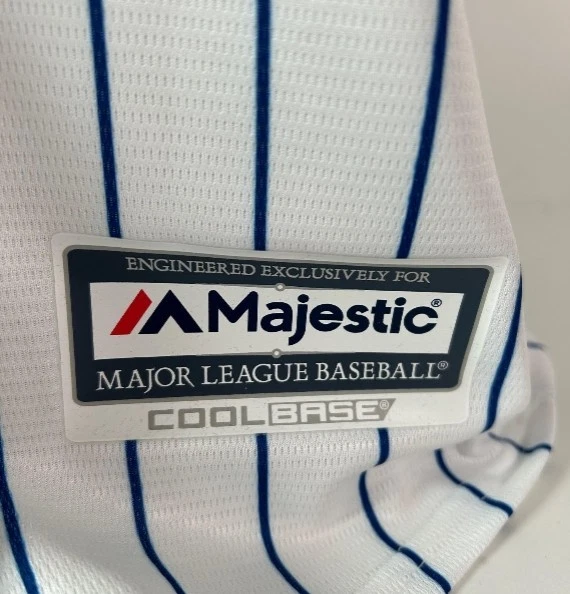 ENGINEERED EXCLUSIVELY FOR
Majestic®
MAJOR LEAGUE BASEBALL®
COOLBASE®